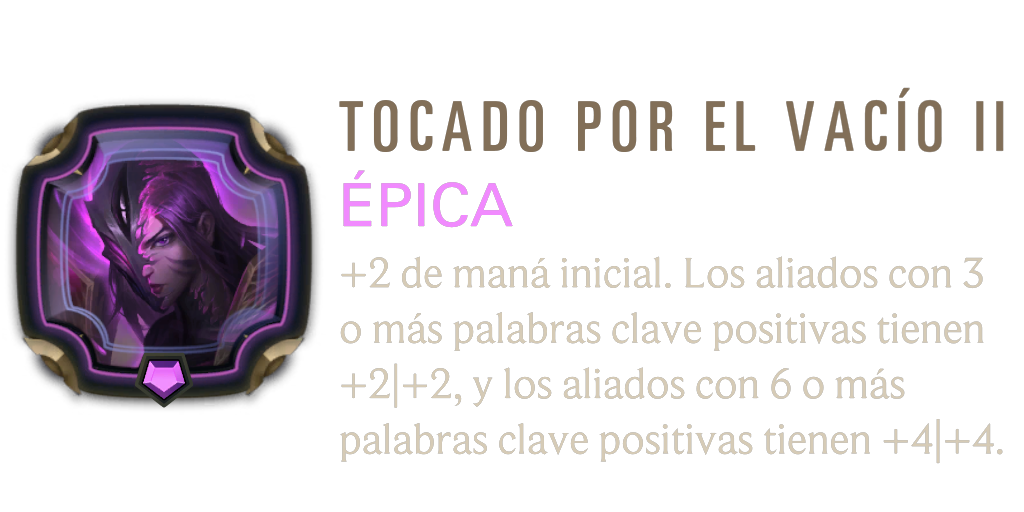 TOCADO POR EL VACÍO II
ÉPICA
+2 de maná inicial. Los aliados con 3
o más palabras clave positivas tienen
+2|+2, y los aliados con 6 o más
palabras clave positivas tienen +4|+4.